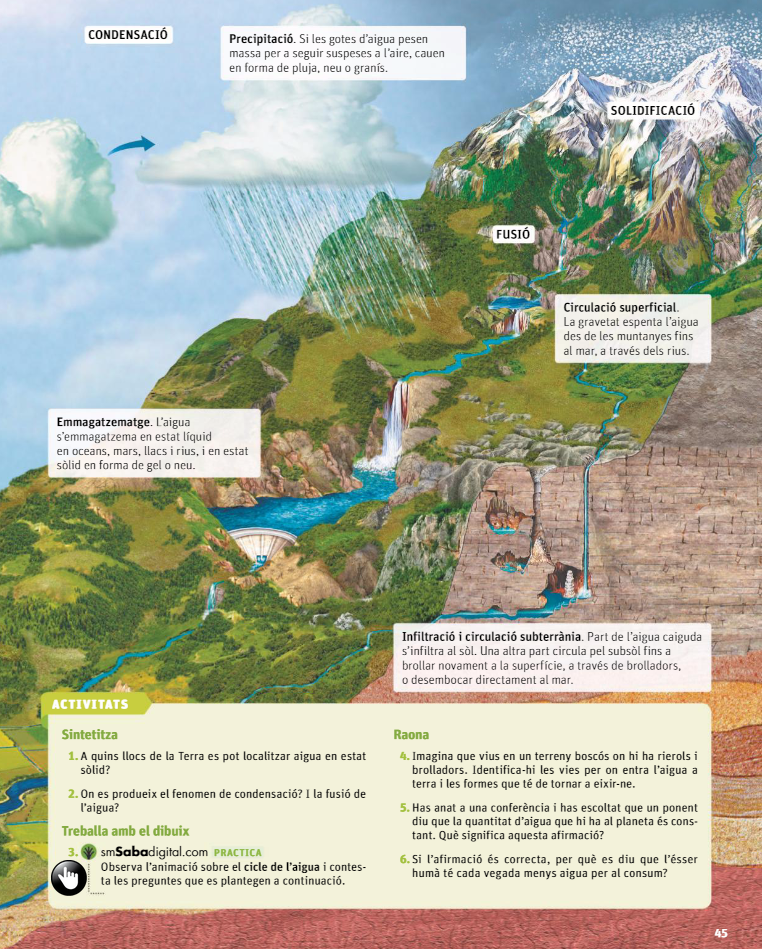 CONDENSACIÓ
Precipitació. Si les gotes d'aigua pesen
massa per a seguir suspeses a l'aire, cauen
en forma de pluja, neu o granís.
SOLIDIFICACIÓ
FUSIÓ
Circulació superficial.
La gravetat espenta l'aigua
des de les muntanyes fins
al mar, a través dels rius.
Emmagatzematge. L'aigua
s'emmagatzema en estat líquid
en oceans, mars, llacs i rius, i en estat
sòlid en forma de gel o neu.
Infiltració i circulació subterrània. Part de l'aigua caiguda
s'infiltra al sòl. Una altra part circula pel subsòl fins a
brollar novament a la superfície, a través de brolladors,
o desembocar directament al mar.
ACTIVITATS
Sintetitza
1. A quins llocs de la Terra es pot localitzar aigua en estat
sòlid?
2. On es produeix el fenomen de condensació? I la fusió de
l'aigua?
Treballa amb el dibuix
3. smSabadigital.com PRACTICA
Observa l'animació sobre el cicle de l'aigua i contes-
ta les preguntes que es plantegen a continuació.
Raona
4. Imagina que vius en un terreny boscós on hi ha rierols i
brolladors. Identifica-hi les vies per on entra l'aigua a
terra i les formes que té de tornar a eixir-ne.
5. Has anat a una conferència i has escoltat que un ponent
diu que la quantitat d'aigua que hi ha al planeta és cons-
tant. Què significa aquesta afirmació?
6. Si l'afirmació és correcta, per què es diu que l'ésser
humà té cada vegada menys aigua per al consum?
45